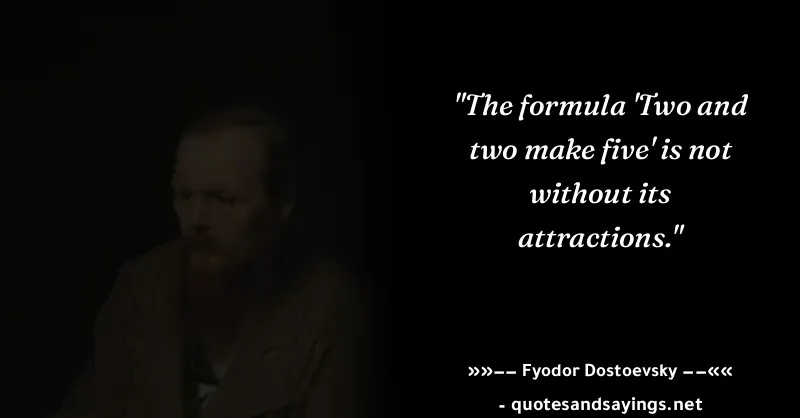 "The formula 'Two and
two make five' is not
without its
attractions."
»»−− Fyodor Dostoevsky −−««
- quotesandsayings.net